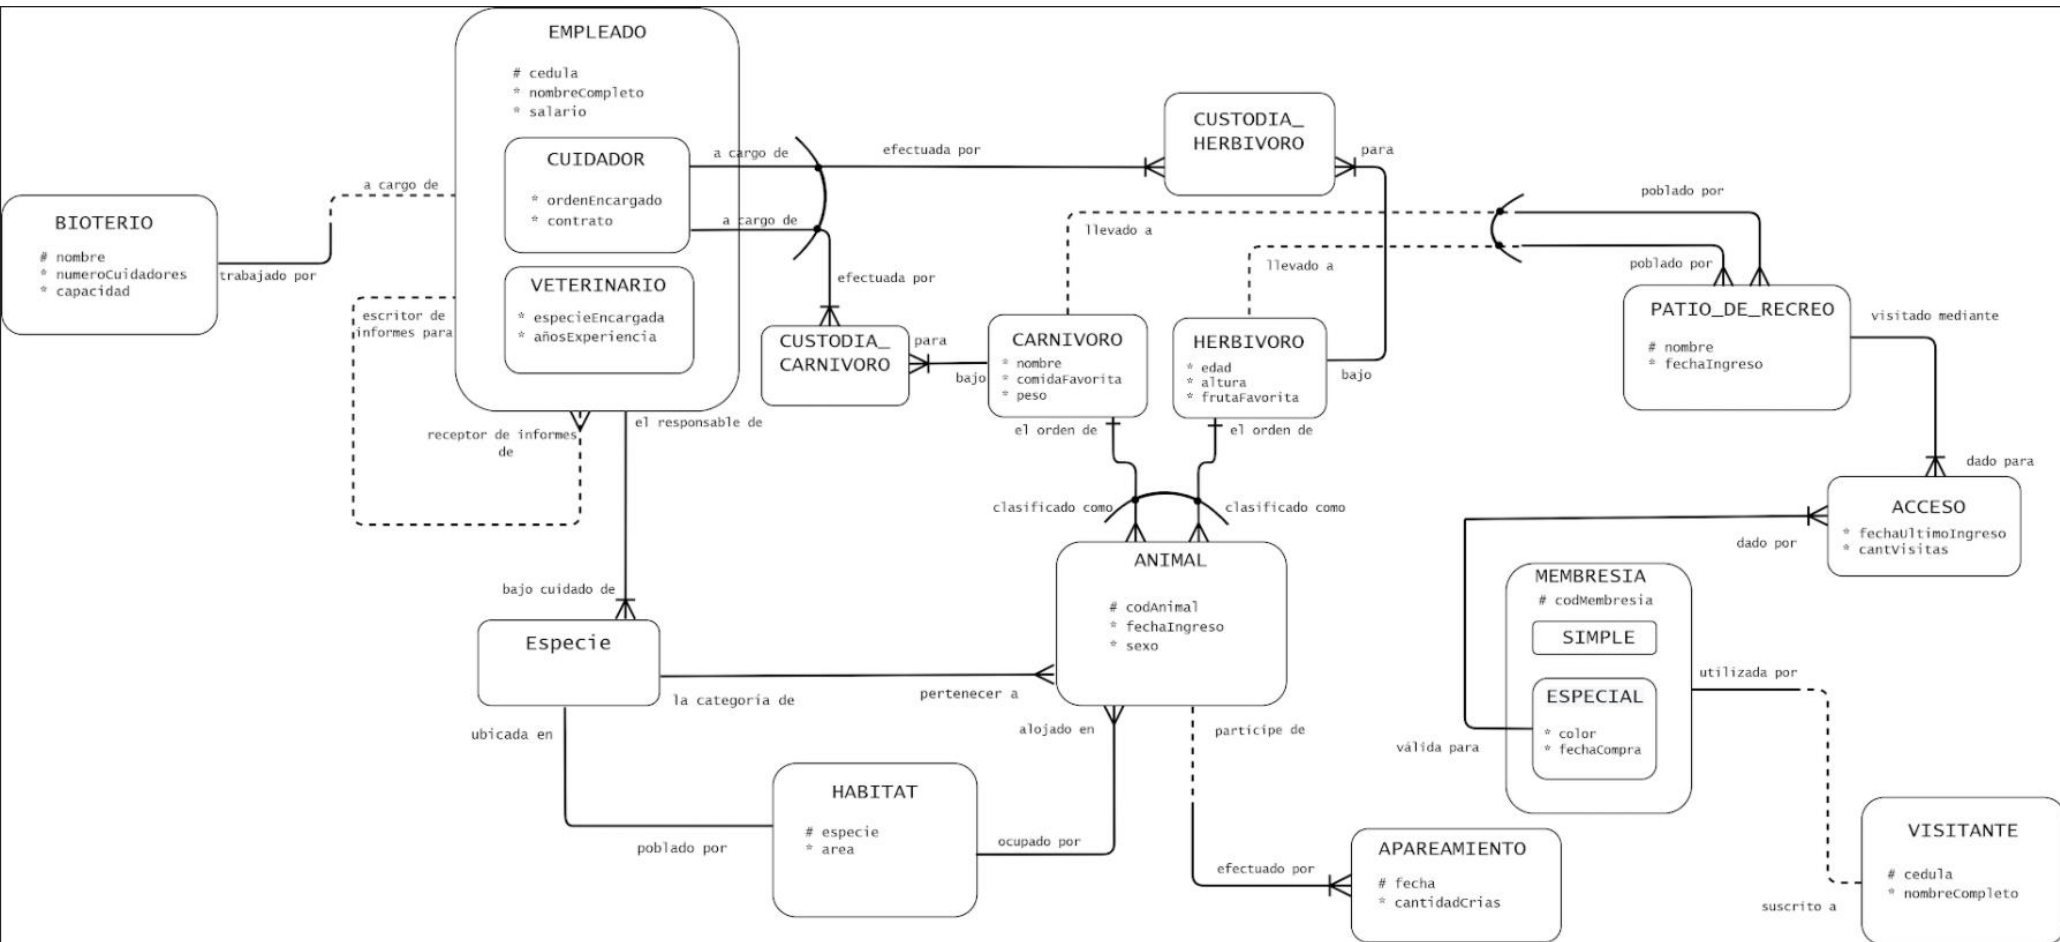 EMPLEADO
# cedula
* nombreCompleto
* salario
CUIDADOR
* ordenEncargado
* contrato
VETERINARIO
* especieEncargada
* añosExperiencia
BIOTERIO
# nombre
* numeroCuidadores
* capacidad
trabajado por
a cargo de
escritor de
informes para
receptor de informes
de
el responsable de
bajo cuidado de
a cargo de
efectuada por
a cargo de
efectuada por
CUSTODIA_
HERBIVORO
para
bajo
CUSTODIA_
CARNIVORO
para
bajo
CARNIVORO
* nombre
* comidaFavorita
* peso
HERBIVORO
* edad
* altura
* frutaFavorita
llevado a
llevado a
poblado por
poblado por
PATIO_DE_RECREO
# nombre
* fechaIngreso
visitado mediante
dado para
el orden de
el orden de
clasificado como
clasificado como
ANIMAL
# codAnimal
* fechaIngreso
* sexo
ACCESO
* fechaUltimoIngreso
* cantVisitas
dado por
válida para
MEMBRESIA
# codMembresia
SIMPLE
ESPECIAL
* color
* fechaCompra
utilizada por
suscrito a
VISITANTE
# cedula
* nombreCompleto
Especie
la categoría de
pertenecer a
ubicada en
poblado por
HABITAT
# especie
* area
ocupado por
alojado en
participe de
efectuado por
APAREAMIENTO
# fecha
* cantidadCrias